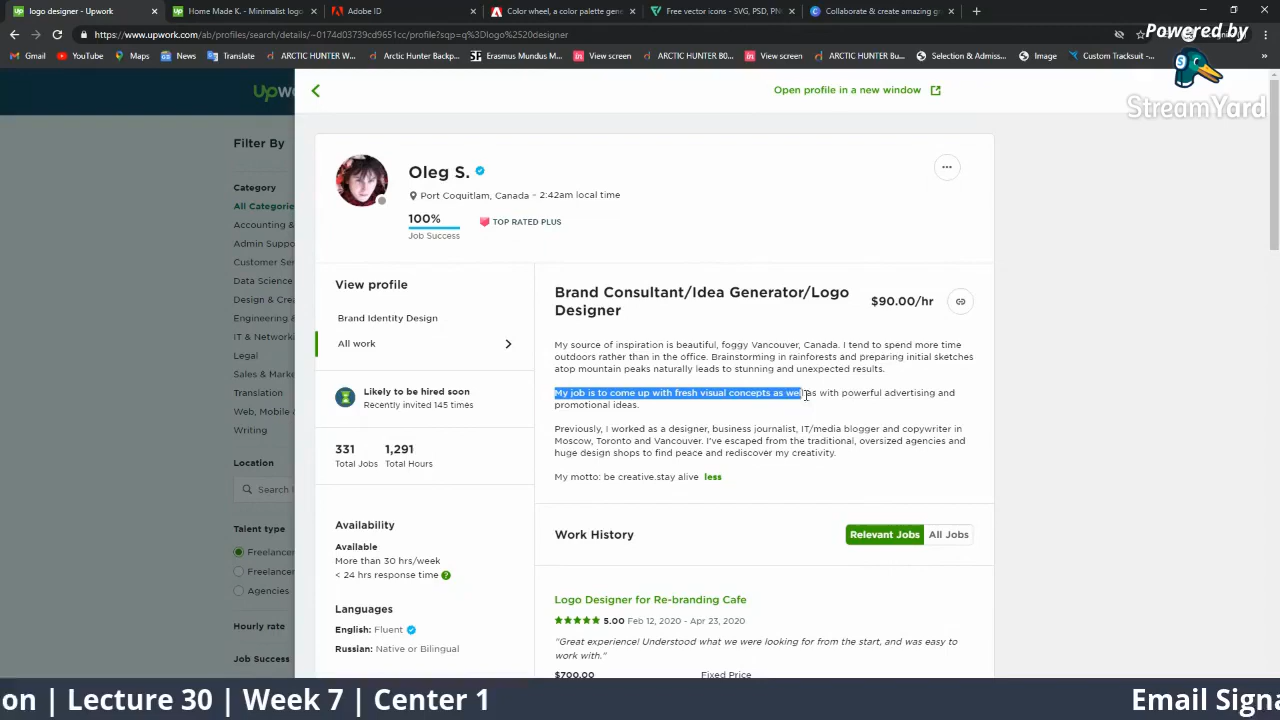 logo designer - Upwork
Home Made K. - Minimalist logo
Adobe ID
Color wheel, a color palette gene
Free vector icons - SVG, PSD, PN
Collaborate & create amazing gr
https://www.upwork.com/ab/profiles/search/details/~0174d03739cd9651cc/profile?sp=q%3Dlogo%2520designer
Gmail
YouTube
Maps
News
Translate
ARCTIC HUNTER W...
Arctic Hunter Backp...
Erasmus Mundus M...
View screen
ARCTIC HUNTER B0...
View screen
ARCTIC HUNTER Bu...
Selection & Admiss...
Image
Custom Tracksuit -...
Powered by
StreamYard
Upwo
Open profile in a new window
Filter By
Category
All Categorie
Accounting &
Admin Suppo
Customer Ser
Data Science
Design & Crea
Engineering &
IT & Network
Legal
Sales & Marke
Translation
Web, Mobile &
Writing
Location
Search l
Talent type
Freelancer
Freelancer
Agencies
Hourly rate
Job Success
Oleg S.
Port Coquitlam, Canada - 2:42am local time
100%
Job Success
TOP RATED PLUS
View profile
Brand Identity Design
All work
Likely to be hired soon
Recently invited 145 times
331 1,291
Total Jobs Total Hours
Availability
Available
More than 30 hrs/week
< 24 hrs response time
Languages
English: Fluent
Russian: Native or Bilingual
Brand Consultant/Idea Generator/Logo
Designer
$90.00/hr
My source of inspiration is beautiful, foggy Vancouver, Canada. I tend to spend more time
outdoors rather than in the office. Brainstorming in rainforests and preparing initial sketches
atop mountain peaks naturally leads to stunning and unexpected results.
My job is to come up with fresh visual concepts as well as with powerful advertising and
promotional ideas.
Previously, I worked as a designer, business journalist, IT/media blogger and copywriter in
Moscow, Toronto and Vancouver. I've escaped from the traditional, oversized agencies and
huge design shops to find peace and rediscover my creativity.
My motto: be creative.stay alive less
Work History
Relevant Jobs All Jobs
Logo Designer for Re-branding Cafe
5.00 Feb 12, 2020 - Apr 23, 2020
"Great experience! Understood what we were looking for from the start, and was easy to
work with."
$700.00 Fixed Price
on | Lecture 30 | Week 7 | Center 1
Email Signa